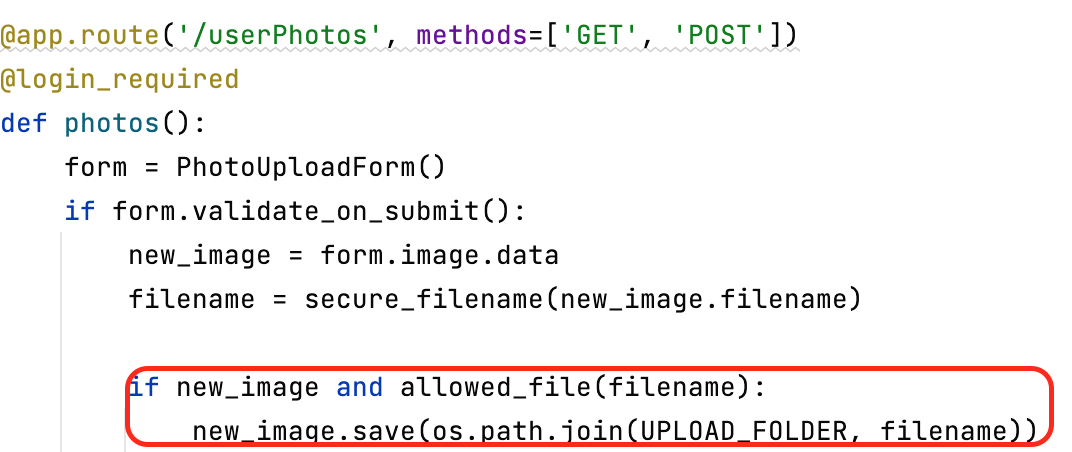 @app.route('/userPhotos', methods=['GET', 'POST'])
@login_required
def photos():
    form = PhotoUploadForm()
    if form.validate_on_submit():
        new_image = form.image.data
        filename = secure_filename(new_image.filename)
        if new_image and allowed_file(filename):
            new_image.save(os.path.join(UPLOAD_FOLDER, filename))